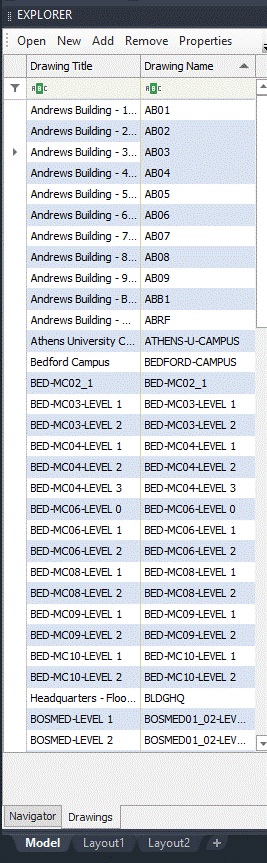 EXPLORER
Open New Add Remove Properties
Drawing Title Drawing Name
ABC ABC
Andrews Building - 1... AB01
Andrews Building - 2... AB02
Andrews Building - 3... AB03
Andrews Building - 4... AB04
Andrews Building - 5... AB05
Andrews Building - 6... AB06
Andrews Building - 7... AB07
Andrews Building - 8... AB08
Andrews Building - 9... AB09
Andrews Building - B... ABB1
Andrews Building - ... ABRF
Athens University C... ATHENS-U-CAMPUS
Bedford Campus BEDFORD-CAMPUS
BED-MC02_1 BED-MC02_1
BED-MC03-LEVEL 1 BED-MC03-LEVEL 1
BED-MC03-LEVEL 2 BED-MC03-LEVEL 2
BED-MC04-LEVEL 1 BED-MC04-LEVEL 1
BED-MC04-LEVEL 2 BED-MC04-LEVEL 2
BED-MC04-LEVEL 3 BED-MC04-LEVEL 3
BED-MC06-LEVEL 0 BED-MC06-LEVEL 0
BED-MC06-LEVEL 1 BED-MC06-LEVEL 1
BED-MC06-LEVEL 2 BED-MC06-LEVEL 2
BED-MC08-LEVEL 1 BED-MC08-LEVEL 1
BED-MC08-LEVEL 2 BED-MC08-LEVEL 2
BED-MC09-LEVEL 1 BED-MC09-LEVEL 1
BED-MC09-LEVEL 2 BED-MC09-LEVEL 2
BED-MC10-LEVEL 1 BED-MC10-LEVEL 1
BED-MC10-LEVEL 2 BED-MC10-LEVEL 2
Headquarters - Floo... BLDGHQ
BOSMED-LEVEL 1 BOSMED01_02-LEV...
BOSMED-LEVEL 2 BOSMED01_02-LEV...
Navigator Drawings
Model Layout1 Layout2 +